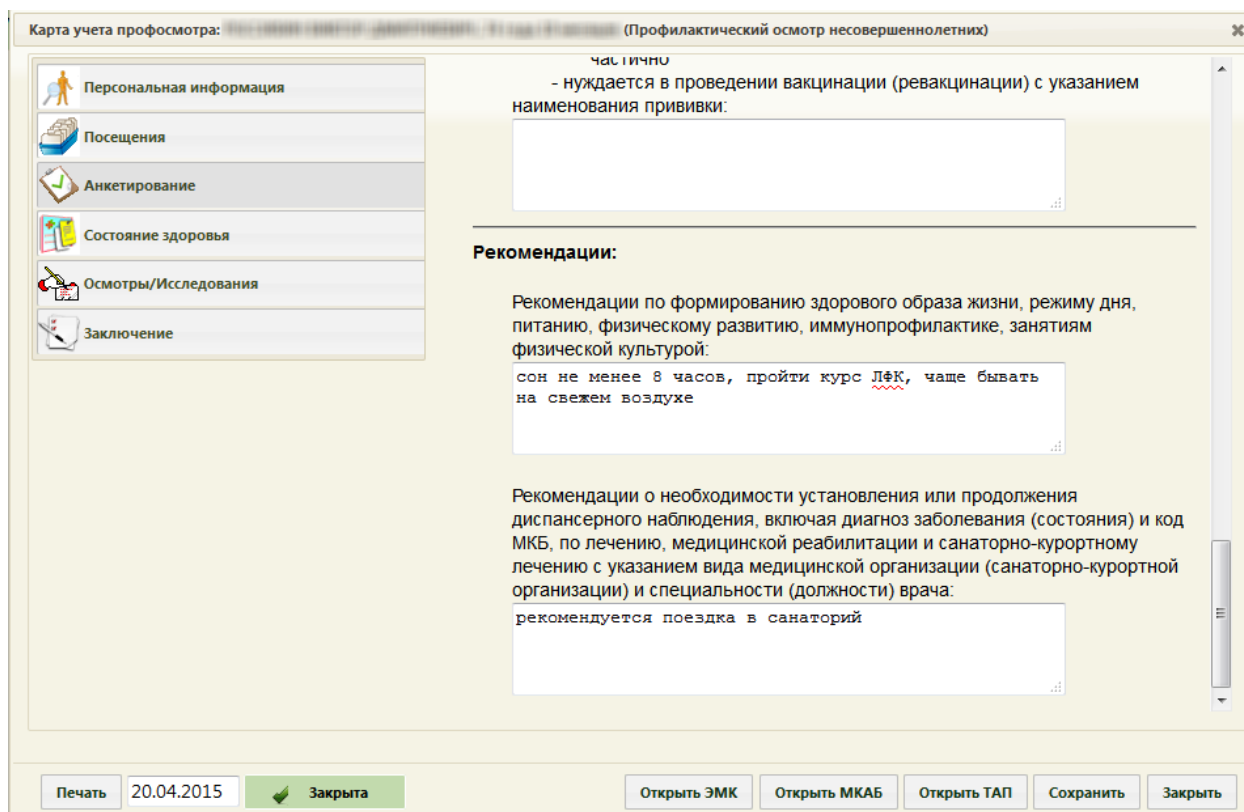 Карта учета профосмотра: (Профилактический осмотр несовершеннолетних)
Персональная информация
Посещения
Анкетирование
Состояние здоровья
Осмотры/Исследования
Заключение
частично
- нуждается в проведении вакцинации (ревакцинации) с указанием
наименования прививки:
Рекомендации:
Рекомендации по формированию здорового образа жизни, режиму дня,
питанию, физическому развитию, иммунопрофилактике, занятиям
физической культурой:
сон не менее 8 часов, пройти курс ЛФК, чаще бывать
на свежем воздухе
Рекомендации о необходимости установления или продолжения
диспансерного наблюдения, включая диагноз заболевания (состояния) и код
МКБ, по лечению, медицинской реабилитации и санаторно-курортному
лечению с указанием вида медицинской организации (санаторно-курортной
организации) и специальности (должности) врача:
рекомендуется поездка в санаторий
Печать 20.04.2015 Закрыта Открыть ЭМК Открыть МКАБ Открыть ТАП Сохранить Закрыть